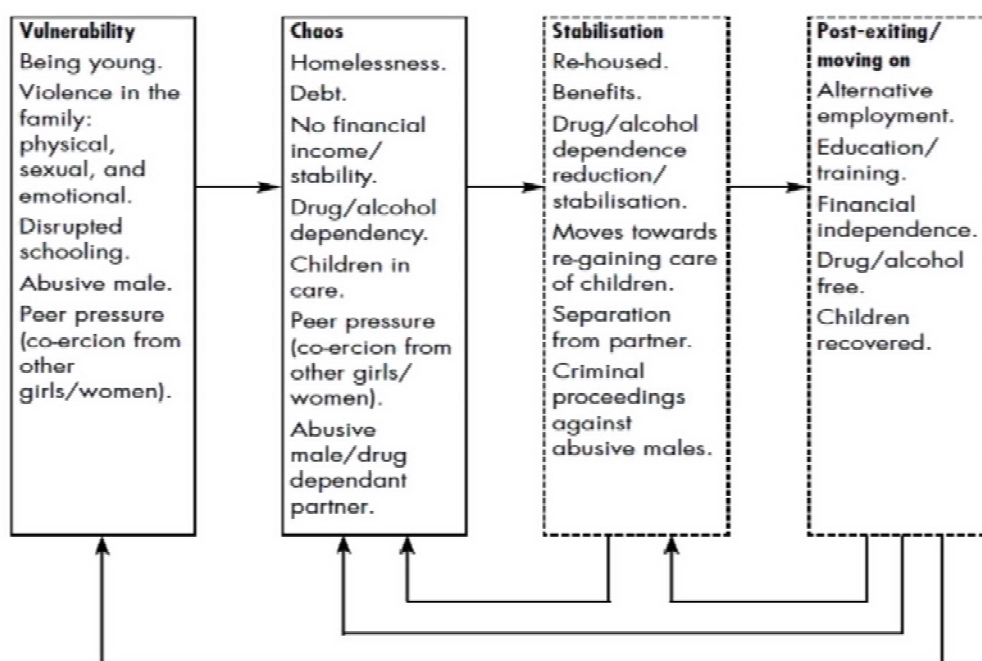 Vulnerability
Being young.
Violence in the
family:
physical,
sexual, and
emotional.
Disrupted
schooling.
Abusive male.
Peer pressure
(co-ercion from
other
girls/women).
Chaos
Homelessness.
Debt.
No financial
income/
stability.
Drug/alcohol
dependency.
Children in
care.
Peer pressure
(co-ercion from
other girls/
women).
Abusive
male/drug
dependant
partner.
Stabilisation
Re-housed.
Benefits.
Drug/alcohol
dependence
reduction/
stabilisation.
Moves towards
re-gaining care
of children.
Separation
from partner.
Criminal
proceedings
against
abusive males.
Post-exiting/
moving on
Alternative
employment.
Education/
training.
Financial
independence.
Drug/alcohol
free.
Children
recovered.